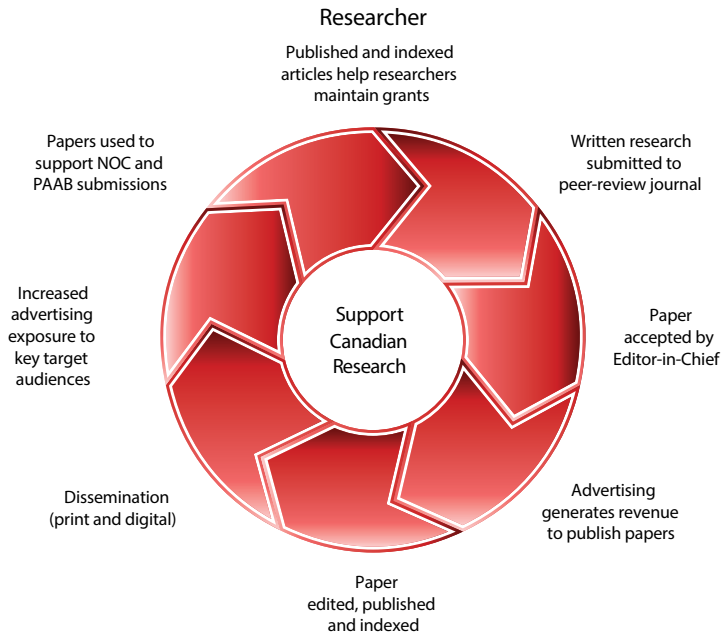 Researcher
Published and indexed
articles help researchers
maintain grants
Written research
submitted to
peer-review journal
Paper
accepted by
Editor-in-Chief
Advertising
generates revenue
to publish papers
Paper
edited, published
and indexed
Dissemination
(print and digital)
Increased
advertising
exposure to
key target
audiences
Papers used to
support NOC and
PAAB submissions
Support
Canadian
Research